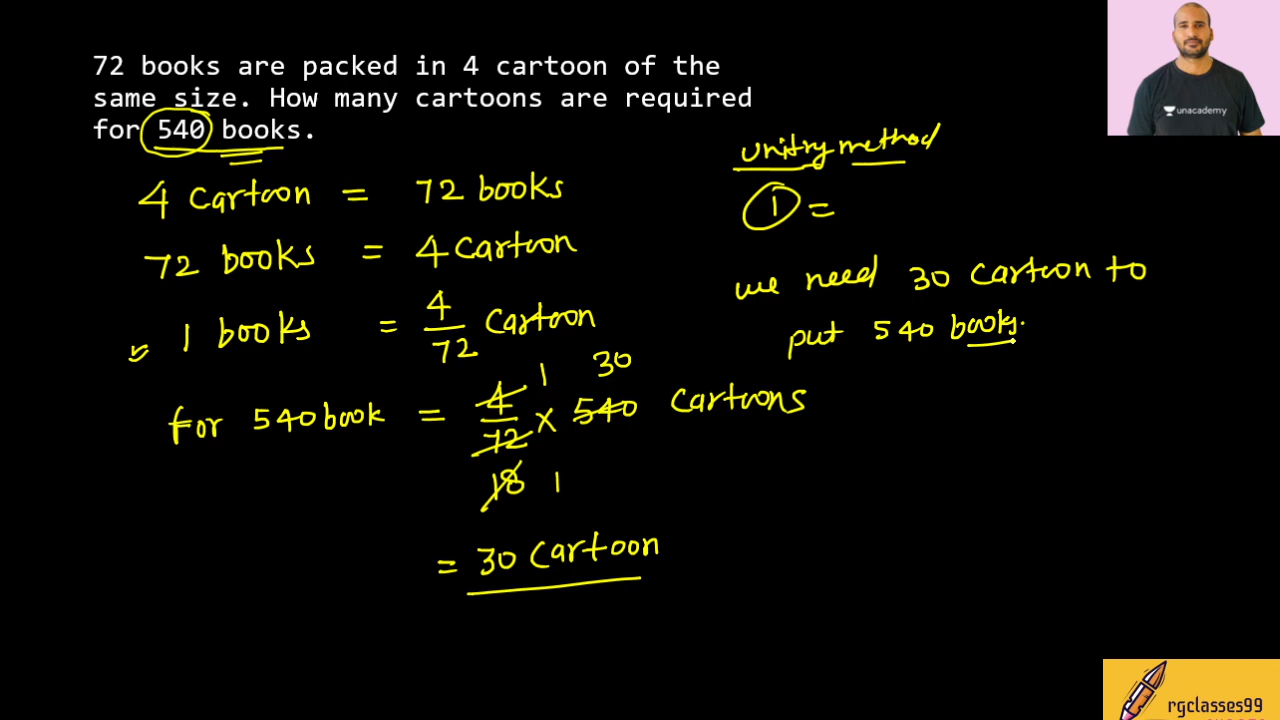 72 books are packed in 4 cartoon of the
same size. How many cartoons are required
for 540 books.
unacademy
4 Cartoon = 72 books
72 books = 4 Cartoon
1 books = 4/72 Cartoon
for 540 book = 4/72 × 540 Cartoons
1 30
18 1
= 30 Cartoon
unitry method
1 =
we need 30 Cartoon to
put 540 books.
rgclasses99